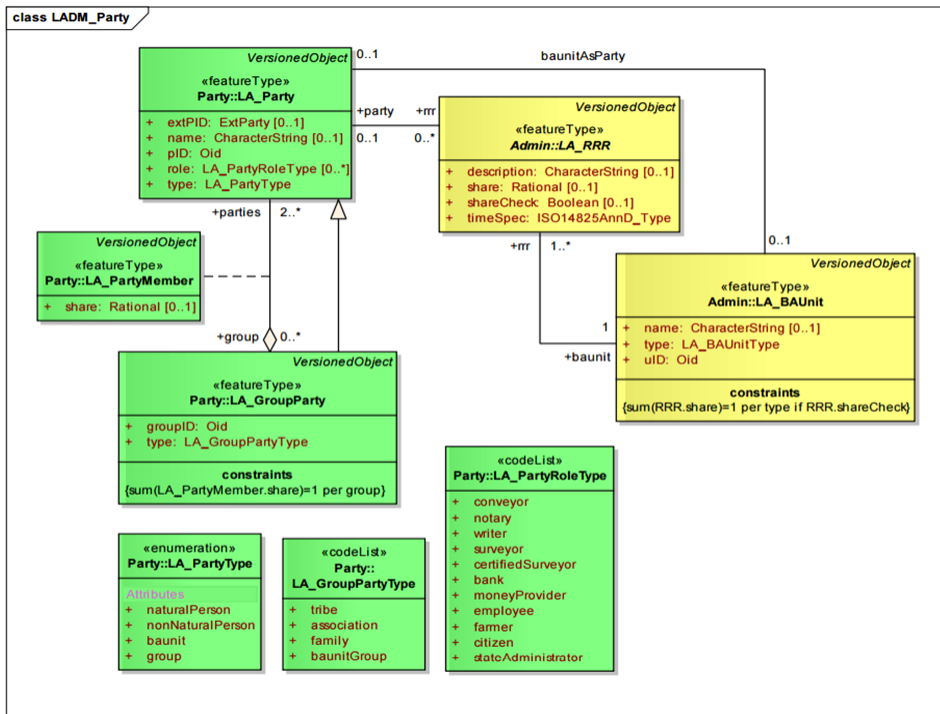 class LADM_Party
VersionedObject
«featureType»
Party::LA_Party
+ extPID: ExtParty [0..1]
+ name: CharacterString [0..1]
+ pID: Oid
+ role: LA_PartyRoleType [0..*]
+ type: LA_PartyType
0..1
baunitAsParty
0..1
+party
0..1
+rrr
0..*
VersionedObject
«featureType»
Admin::LA_RRR
+ description: CharacterString [0..1]
+ share: Rational [0..1]
+ shareCheck: Boolean [0..1]
+ timeSpec: ISO14825AnnD_Type
+parties
2..*
+rrr
1..*
VersionedObject
«featureType»
Party::LA_PartyMember
+ share: Rational [0..1]
VersionedObject
«featureType»
Admin::LA_BAUnit
+ name: CharacterString [0..1]
+ type: LA_BAUnitType
+ uID: Oid
constraints
{sum(RRR.share)=1 per type if RRR.shareCheck}
1
+baunit
+group
0..*
VersionedObject
«featureType»
Party::LA_GroupParty
+ groupID: Oid
+ type: LA_GroupPartyType
constraints
{sum(LA_PartyMember.share)=1 per group}
«codeList»
Party::LA_PartyRoleType
+ conveyor
+ notary
+ writer
+ surveyor
+ certifiedSurveyor
+ bank
+ moneyProvider
+ employee
+ farmer
+ citizen
+ stateAdministrator
«enumeration»
Party::LA_PartyType
Attributes
+ naturalPerson
+ nonNaturalPerson
+ baunit
+ group
«codeList»
Party::
LA_GroupPartyType
+ tribe
+ association
+ family
+ baunitGroup